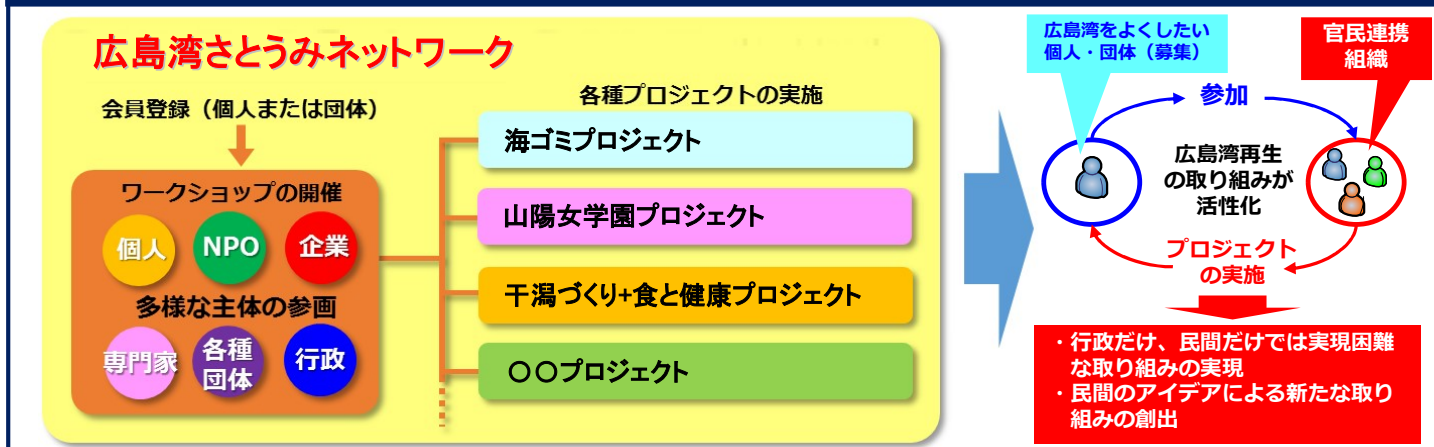 広島湾さとうみネットワーク
会員登録（個人または団体）
ワークショップの開催
個人
NPO
企業
多様な主体の参画
専門家
各種
団体
行政
各種プロジェクトの実施
海ゴミプロジェクト
山陽女学園プロジェクト
干潟づくり+食と健康プロジェクト
〇〇プロジェクト
広島湾をよくしたい
個人・団体（募集）
官民連携
組織
参加
広島湾再生
の取り組みが
活性化
プロジェクト
の実施
・行政だけ、民間だけでは実現困難
な取り組みの実現
・民間のアイデアによる新たな取り
組みの創出